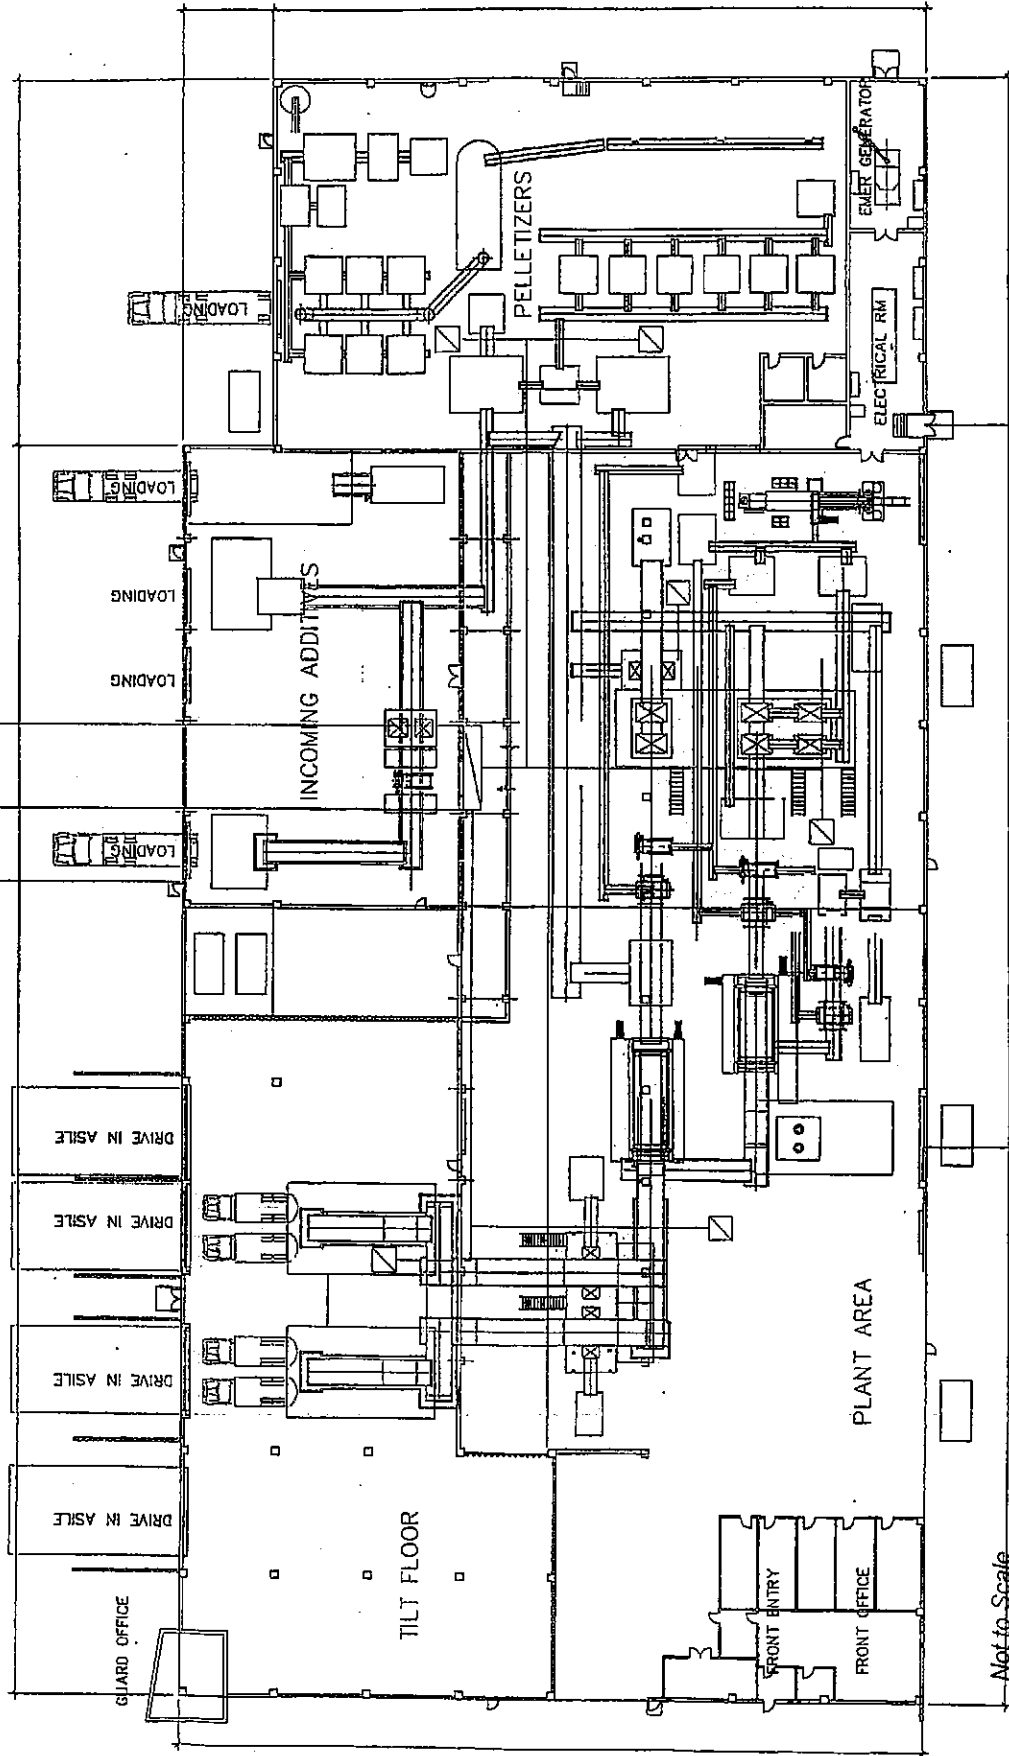 EMER GENERATOR
PELLETIZERS
LOADING
ELECTRICAL RM
LOADING
LOADING
INCOMING ADDITIVES
LOADING
LOADING
DRIVE IN ASILE
DRIVE IN ASILE
DRIVE IN ASILE
PLANT AREA
DRIVE IN ASILE
TILT FLOOR
GUARD OFFICE
FRONT ENTRY
FRONT OFFICE
Not to Scale